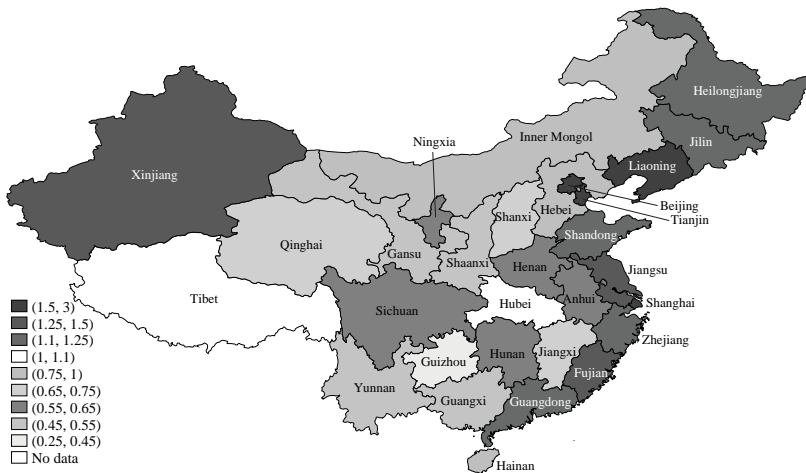 Heilongjiang
Jilin
Inner Mongol
Liaoning
Ningxia
Xinjiang
Beijing
Tianjin
Hebei
Shanxi
Shandong
Qinghai
Gansu
Shaanxi
Henan
Jiangsu
Tibet
Hubei
Anhui
Shanghai
Sichuan
Zhejiang
Guizhou
Hunan
Jiangxi
Fujian
Yunnan
Guangxi
Guangdong
Hainan
(1.5, 3)
(1.25, 1.5)
(1.1, 1.25)
(1, 1.1)
(0.75, 1)
(0.65, 0.75)
(0.55, 0.65)
(0.45, 0.55)
(0.25, 0.45)
No data